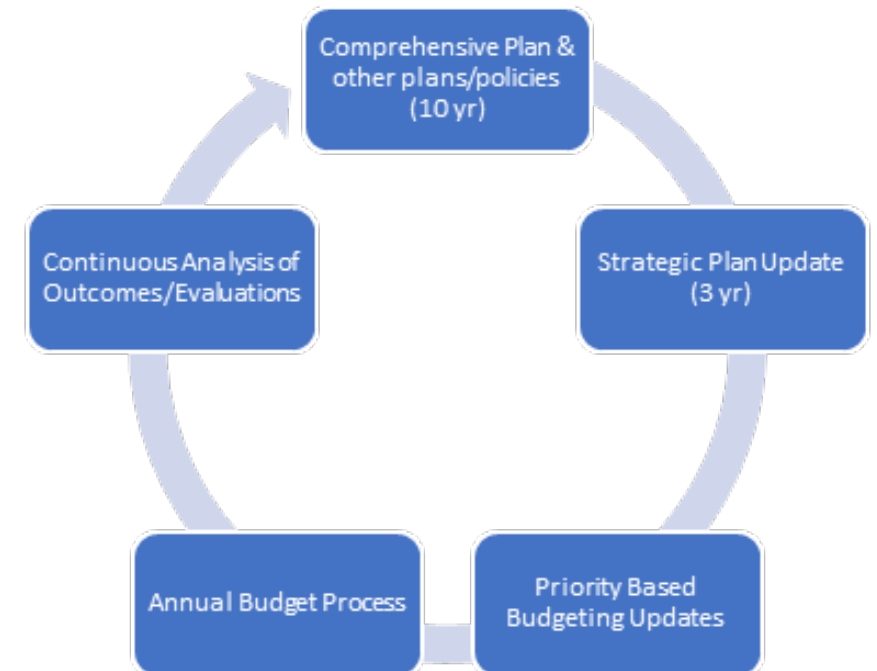 Comprehensive Plan &
other plans/policies
(10 yr)
Strategic Plan Update
(3 yr)
Priority Based
Budgeting Updates
Annual Budget Process
Continuous Analysis of
Outcomes/Evaluations